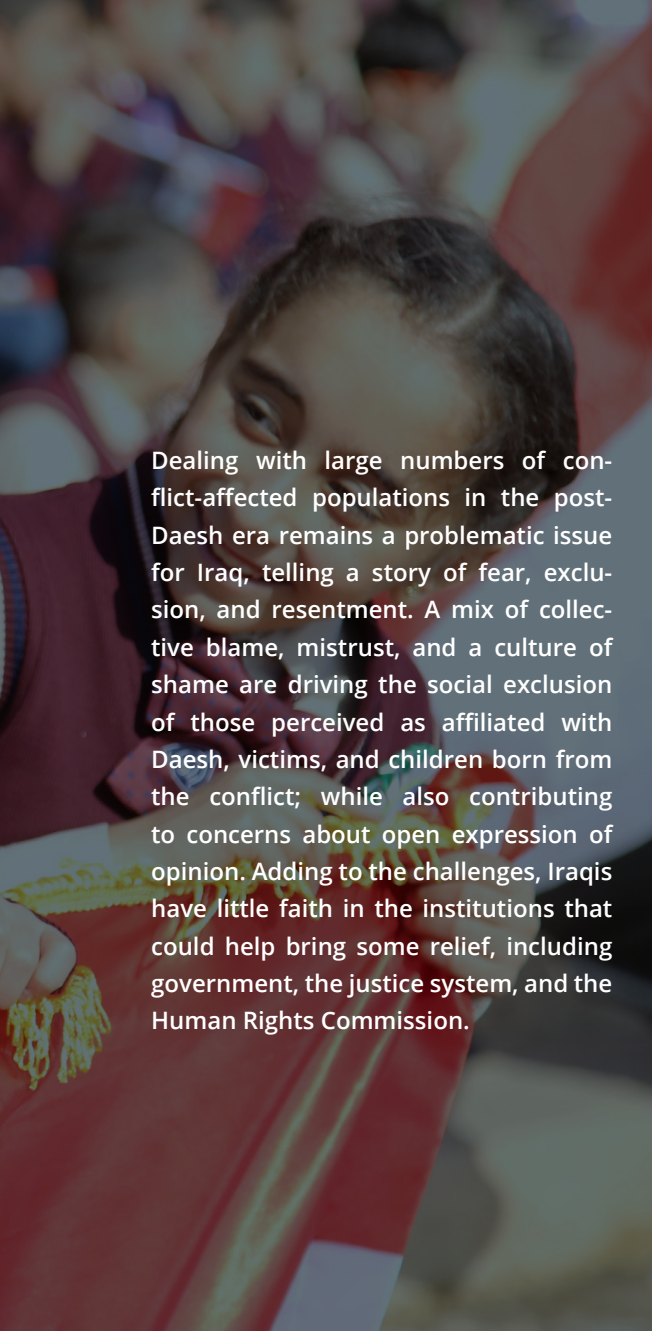 Dealing with large numbers of con-
flict-affected populations in the post-
Daesh era remains a problematic issue
for Iraq, telling a story of fear, exclu-
sion, and resentment. A mix of collec-
tive blame, mistrust, and a culture of
shame are driving the social exclusion
of those perceived as affiliated with
Daesh, victims, and children born from
the conflict; while also contributing
to concerns about open expression of
opinion. Adding to the challenges, Iraqis
have little faith in the institutions that
could help bring some relief, including
government, the justice system, and the
Human Rights Commission.